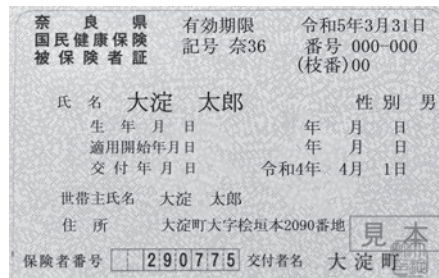 奈良県 有効期限 令和5年3月31日
国民健康保険 記号 奈36 番号 000-000
被保険者証 (枝番)00
氏名 大淀 太郎 性別 男
生年月日 年 月 日
適用開始年月日 年 月 日
交付年月日 令和4年 4月 1日
世帯主氏名 大淀 太郎
住所 大淀町大字桧垣本2090番地
見本
保険者番号 290775 交付者名 大淀町